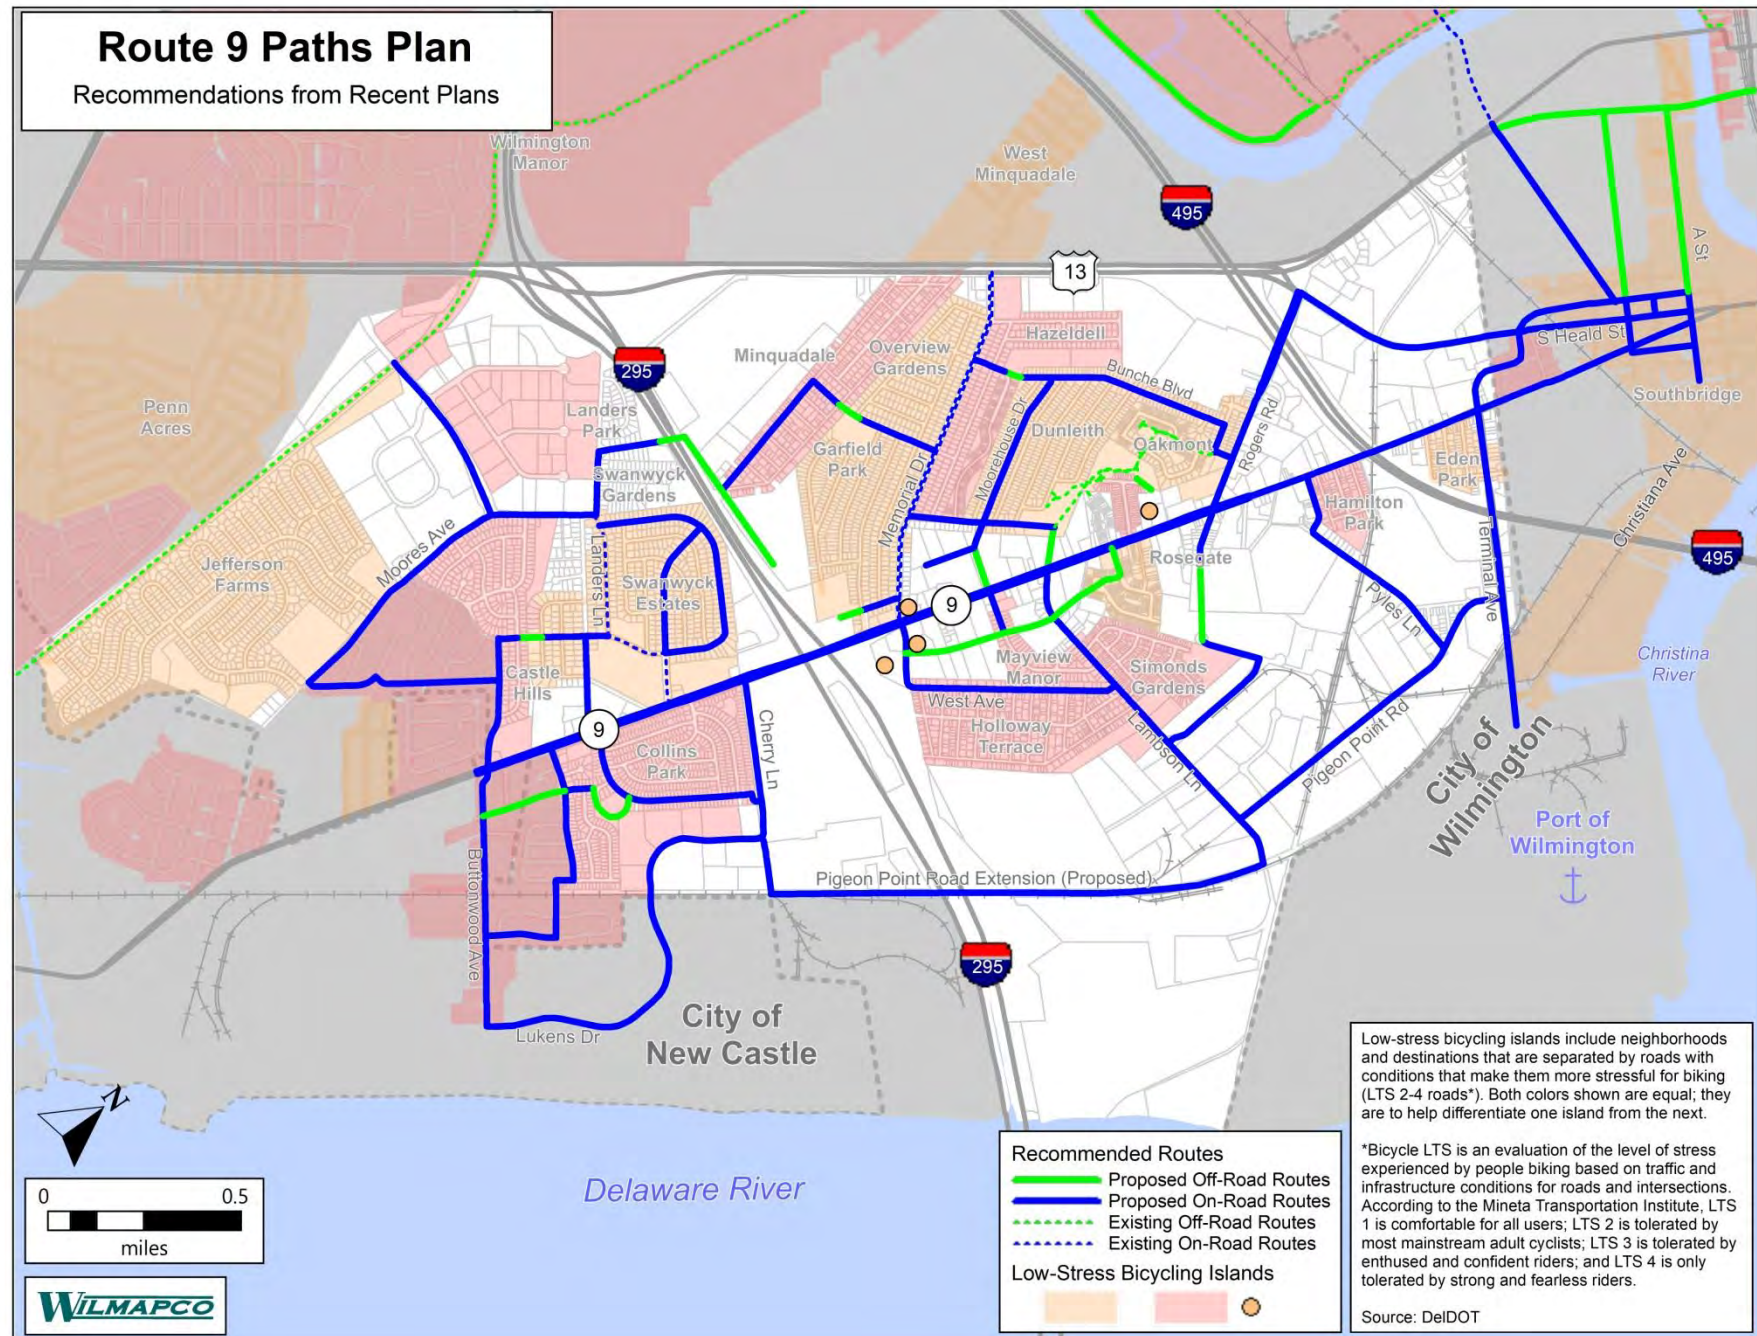 Route 9 Paths Plan
Recommendations from Recent Plans
Wilmington
Manor
West
Minquadale
495
13
A St
Hazeldell
S Heald St
Minquadale
Overview
Gardens
295
Bunche Blvd
Southbridge
Penn
Acres
Landers
Park
Moorehouse Dr
Dunleith
Oakmont
Rogers Rd
Garfield
Park
Memorial Dr
Eden
Park
Swanwyck
Gardens
Hamilton
Park
Christiana Ave
Moores Ave
Landers Ln
Terminal Ave
495
Jefferson
Farms
Swanwyck
Estates
Rosegate
9
Pyles Ln
Castle
Hills
Mayview
Manor
Simonds
Gardens
Christina
River
West Ave
Holloway
Terrace
Lambson Ln
9
Collins
Park
Cherry Ln
Pigeon Point Rd
City of
Wilmington
Port of
Wilmington
Pigeon Point Road Extension (Proposed)
Buttonwood Ave
295
Lukens Dr
City of
New Castle
N
Delaware River
0 0.5
miles
WILMAPCO
Recommended Routes
Proposed Off-Road Routes
Proposed On-Road Routes
Existing Off-Road Routes
Existing On-Road Routes
Low-Stress Bicycling Islands
Low-stress bicycling islands include neighborhoods
and destinations that are separated by roads with
conditions that make them more stressful for biking
(LTS 2-4 roads*). Both colors shown are equal; they
are to help differentiate one island from the next.
*Bicycle LTS is an evaluation of the level of stress
experienced by people biking based on traffic and
infrastructure conditions for roads and intersections.
According to the Mineta Transportation Institute, LTS
1 is comfortable for all users; LTS 2 is tolerated by
most mainstream adult cyclists; LTS 3 is tolerated by
enthused and confident riders; and LTS 4 is only
tolerated by strong and fearless riders.
Source: DelDOT